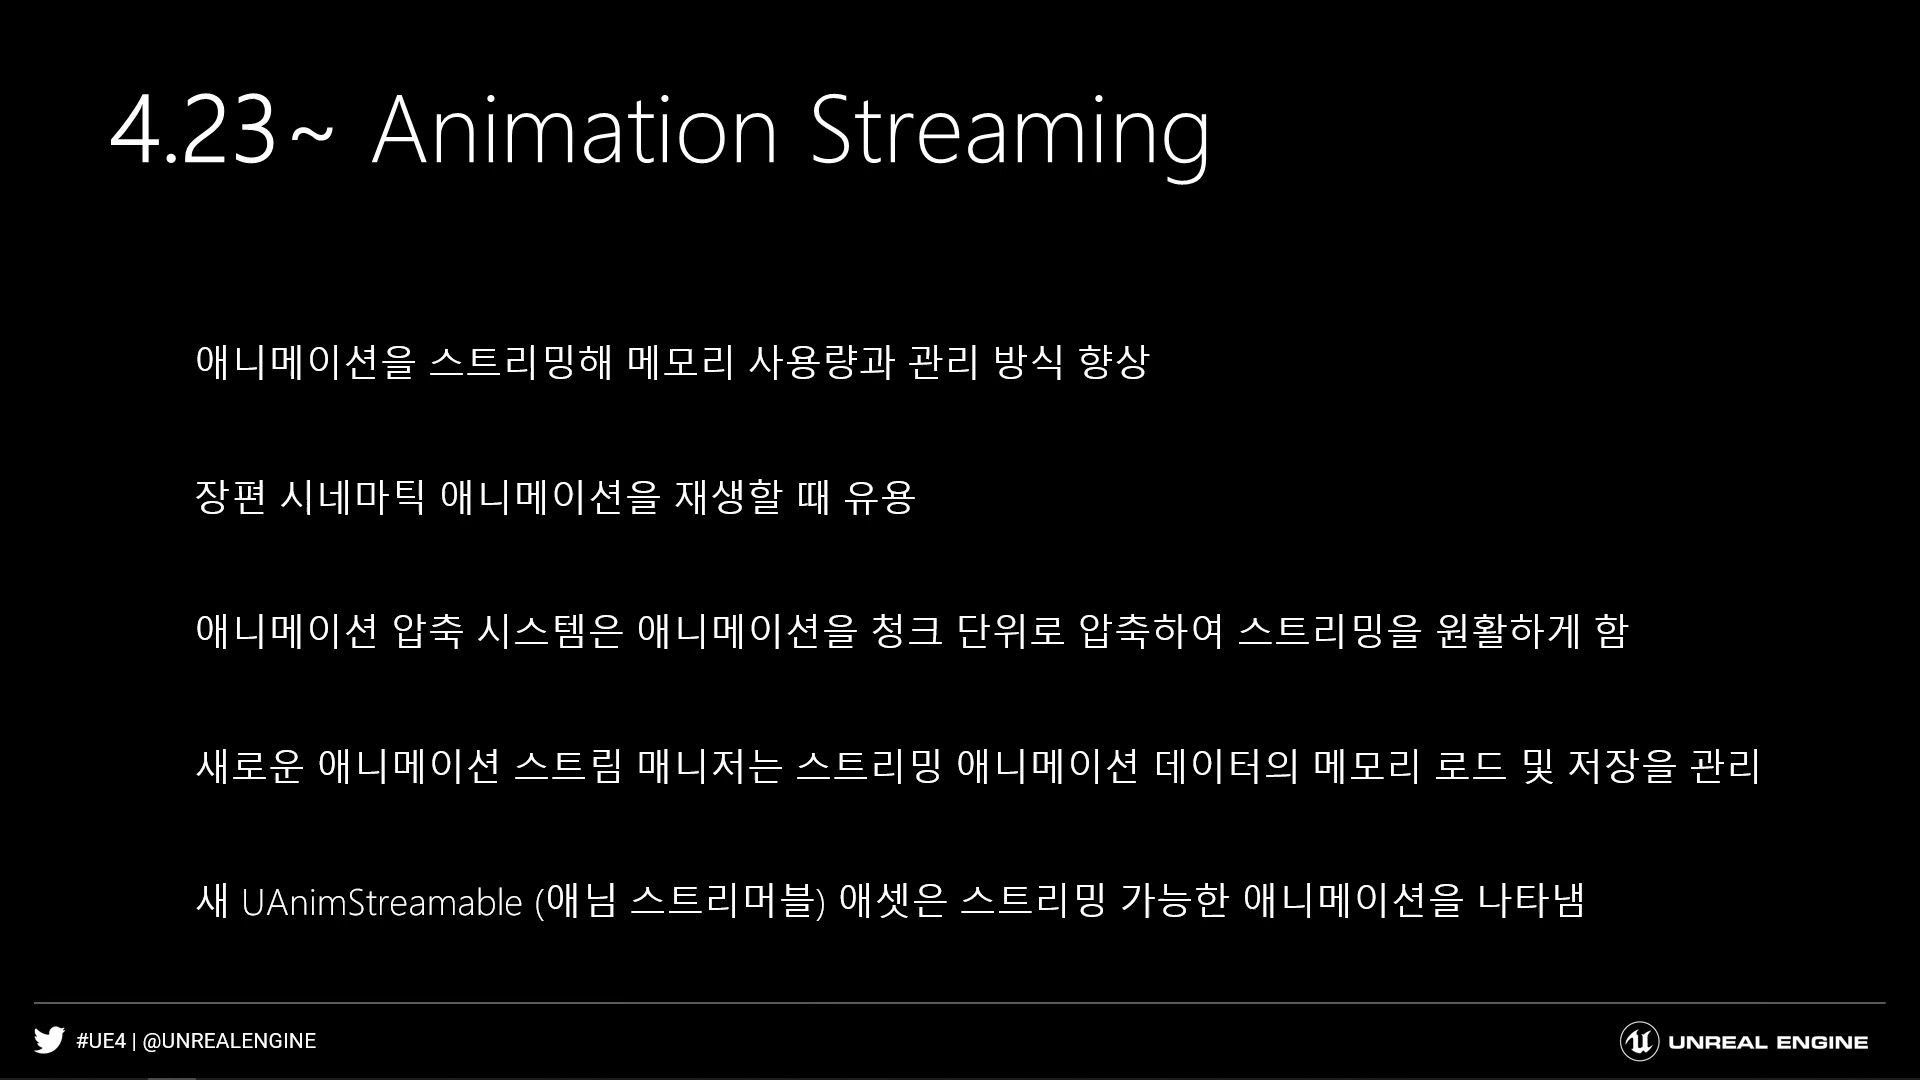 4.23~ Animation Streaming
애니메이션을 스트리밍해 메모리 사용량과 관리 방식 향상
장편 시네마틱 애니메이션을 재생할 때 유용
애니메이션 압축 시스템은 애니메이션을 청크 단위로 압축하여 스트리밍을 원활하게 함
새로운 애니메이션 스트림 매니저는 스트리밍 애니메이션 데이터의 메모리 로드 및 저장을 관리
새 UAnimStreamable (애님 스트리머블) 애셋은 스트리밍 가능한 애니메이션을 나타냄
#UE4 | @UNREALENGINE
UNREAL ENGINE